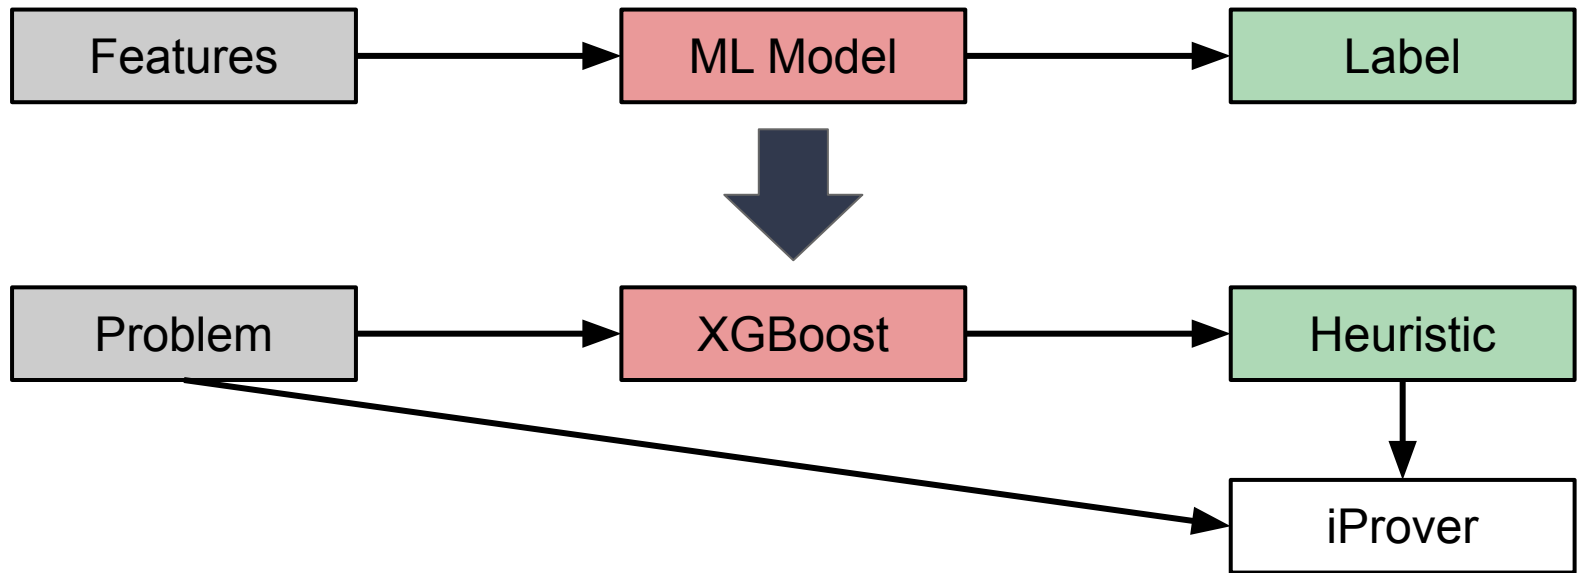 Features
ML Model
Label
Problem
XGBoost
Heuristic
iProver